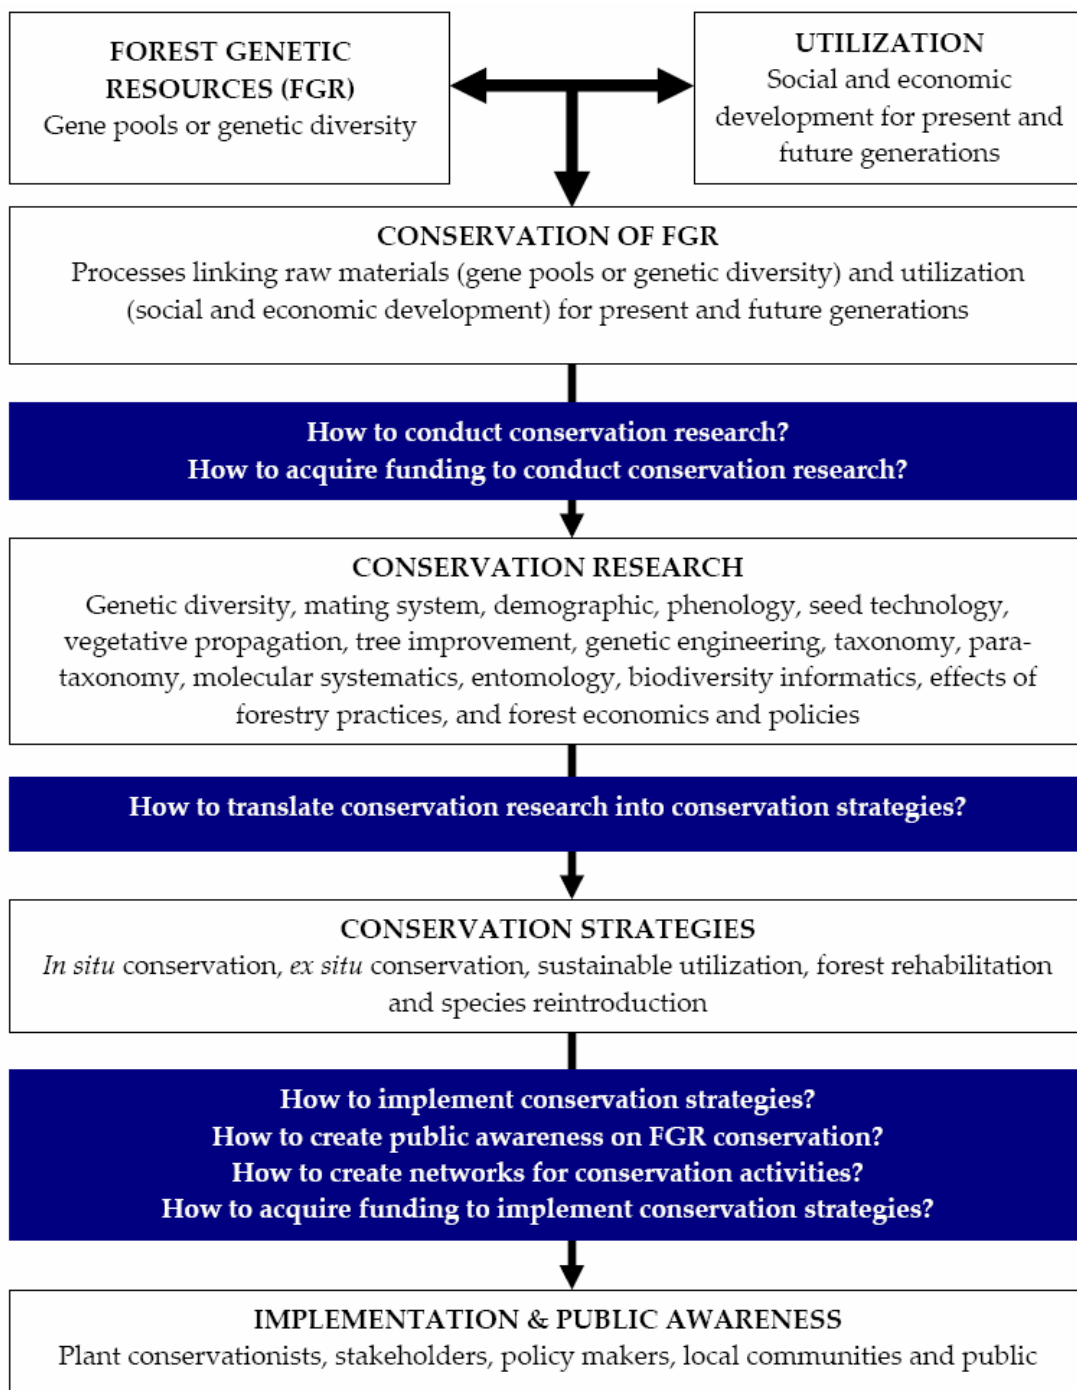 FOREST GENETIC
RESOURCES (FGR)
Gene pools or genetic diversity
UTILIZATION
Social and economic
development for present and
future generations
CONSERVATION OF FGR
Processes linking raw materials (gene pools or genetic diversity) and utilization
(social and economic development) for present and future generations
How to conduct conservation research?
How to acquire funding to conduct conservation research?
CONSERVATION RESEARCH
Genetic diversity, mating system, demographic, phenology, seed technology,
vegetative propagation, tree improvement, genetic engineering, taxonomy, para-
taxonomy, molecular systematics, entomology, biodiversity informatics, effects of
forestry practices, and forest economics and policies
How to translate conservation research into conservation strategies?
CONSERVATION STRATEGIES
In situ conservation, ex situ conservation, sustainable utilization, forest rehabilitation
and species reintroduction
How to implement conservation strategies?
How to create public awareness on FGR conservation?
How to create networks for conservation activities?
How to acquire funding to implement conservation strategies?
IMPLEMENTATION & PUBLIC AWARENESS
Plant conservationists, stakeholders, policy makers, local communities and public